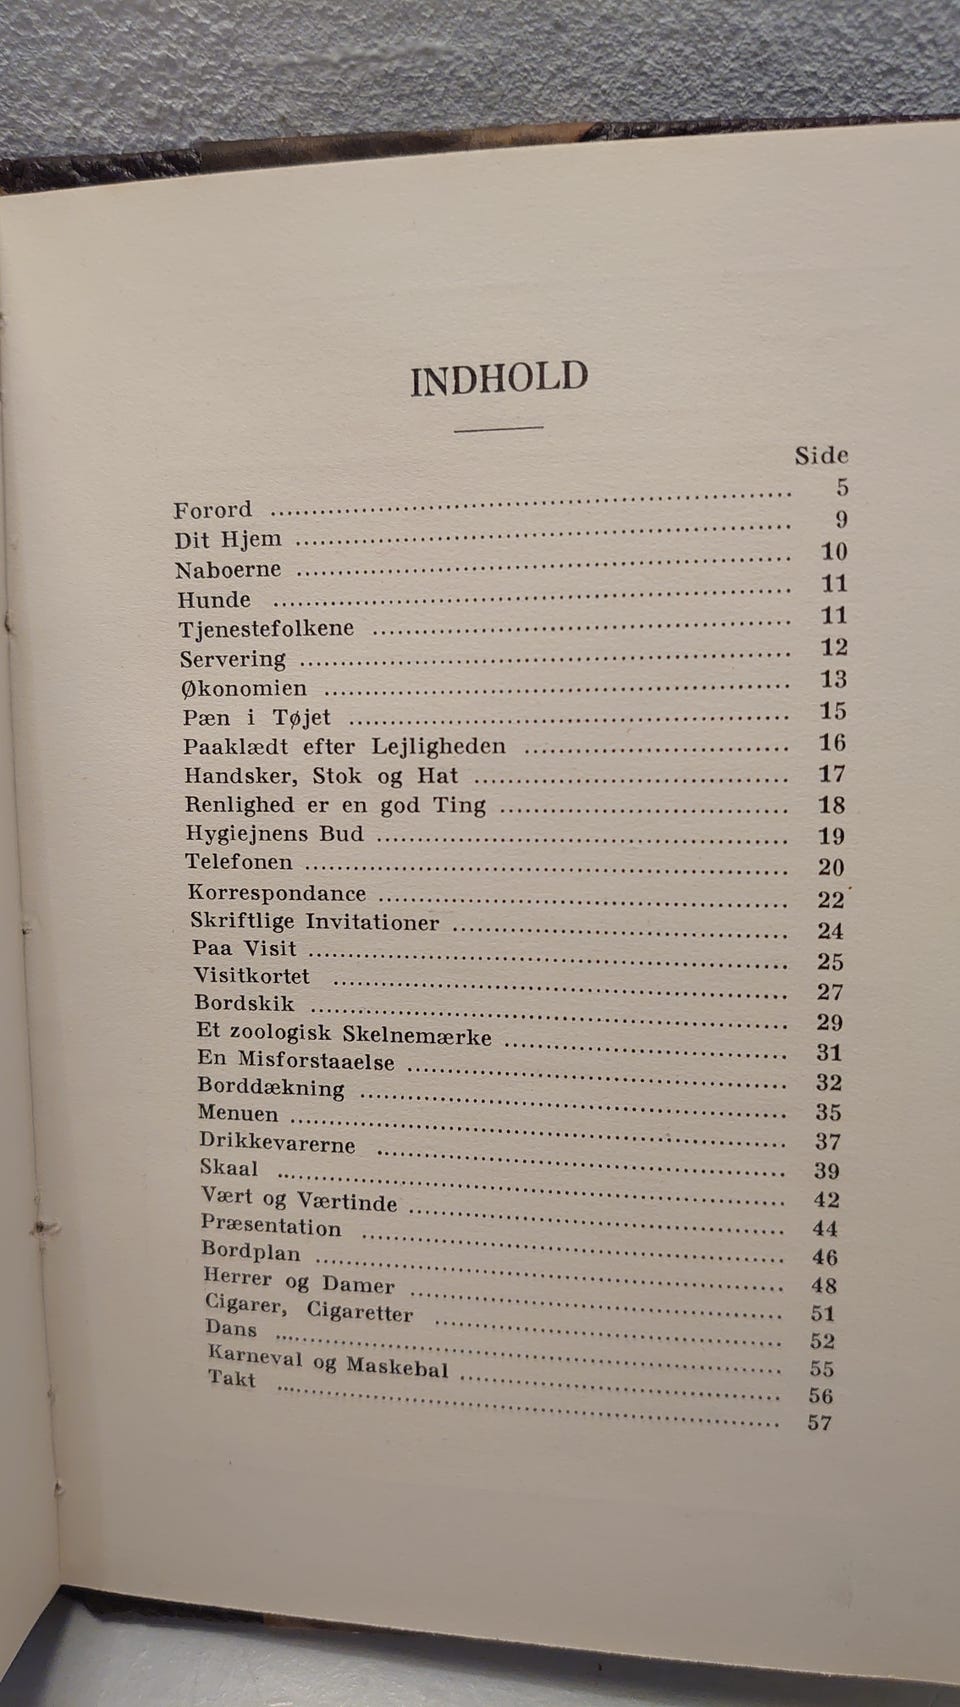 INDHOLD
Side
Forord ........ 5
Dit Hjem ........ 9
Naboerne ........ 10
Hunde ........ 11
Tjenestefolkene ........ 11
Servering ........ 12
Økonomien ........ 13
Pæn i Tøjet ........ 15
Paaklædt efter Lejligheden ........ 16
Handsker, Stok og Hat ........ 17
Renlighed er en god Ting ........ 18
Hygiejnens Bud ........ 19
Telefonen ........ 20
Korrespondance ........ 22
Skriftlige Invitationer ........ 24
Paa Visit ........ 25
Visitkortet ........ 27
Bordskik ........ 29
Et zoologisk Skelnemærke ........ 31
En Misforstaaelse ........ 32
Borddækning ........ 35
Menuen ........ 37
Drikkevarerne ........ 39
Skaal ........ 42
Vært og Værtinde ........ 44
Præsentation ........ 46
Bordplan ........ 48
Herrer og Damer ........ 51
Cigarer, Cigaretter ........ 52
Dans ........ 55
Karneval og Maskebal ........ 56
Takt ........ 57